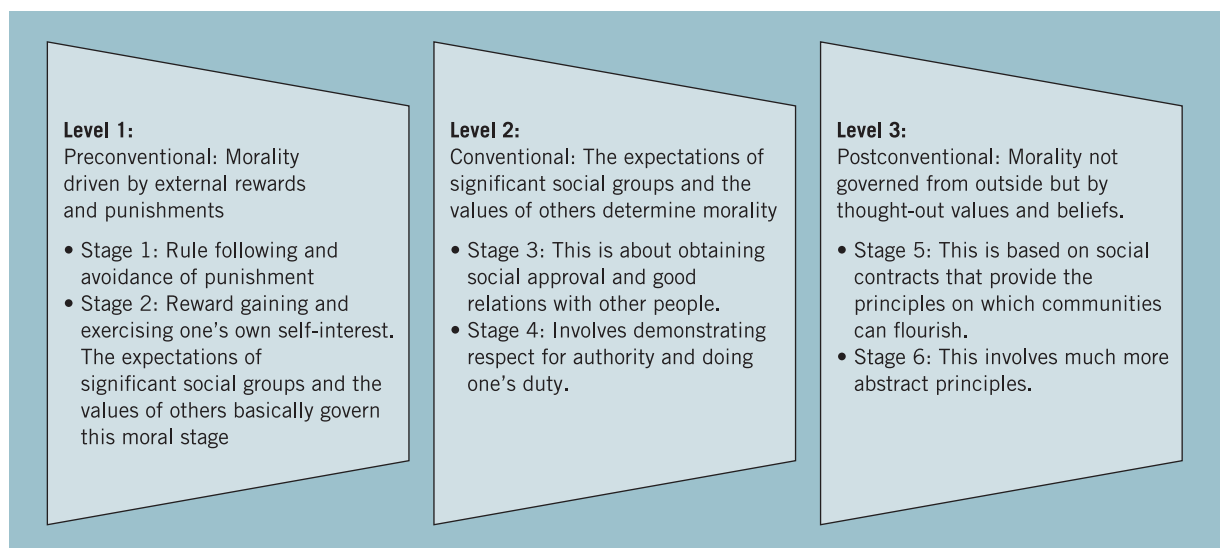 Level 1:
Preconventional: Morality
driven by external rewards
and punishments
• Stage 1: Rule following and
avoidance of punishment
• Stage 2: Reward gaining and
exercising one's own self-interest.
The expectations of
significant social groups and the
values of others basically govern
this moral stage
Level 2:
Conventional: The expectations of
significant social groups and the
values of others determine morality
• Stage 3: This is about obtaining
social approval and good
relations with other people.
• Stage 4: Involves demonstrating
respect for authority and doing
one's duty.
Level 3:
Postconventional: Morality not
governed from outside but by
thought-out values and beliefs.
• Stage 5: This is based on social
contracts that provide the
principles on which communities
can flourish.
• Stage 6: This involves much more
abstract principles.